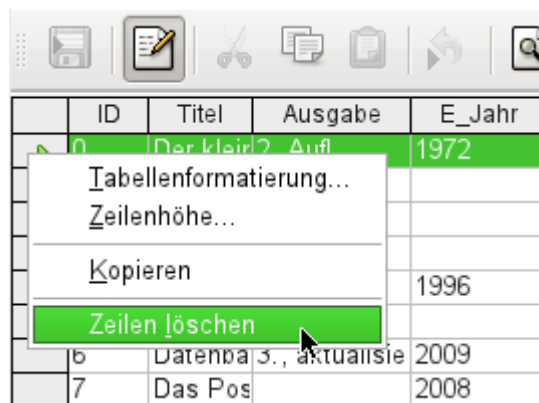 ID Titel Ausgabe E_Jahr
0 Der kleir 2. Aufl 1972
Tabellenformatierung...
Zeilenhöhe...
Kopieren
1996
Zeilen löschen
6 Datenba 3., aktualisie 2009
7 Das Pos 2008